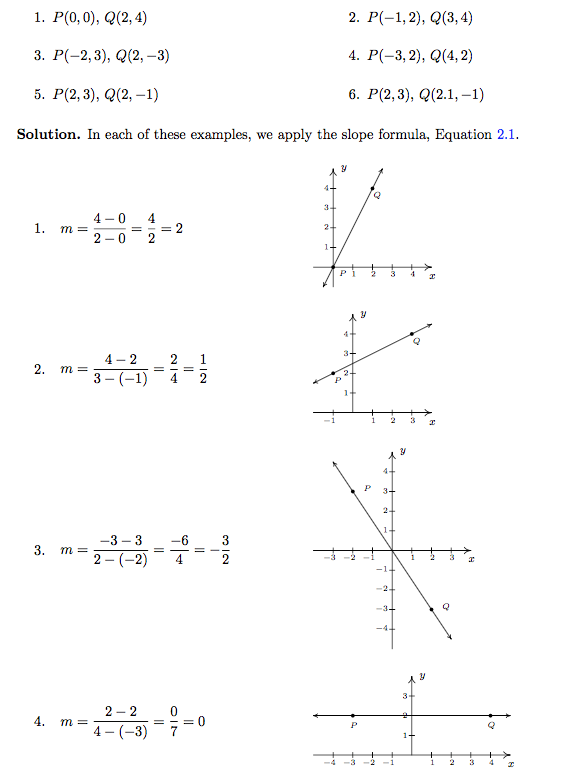 1. P(0, 0), Q(2, 4) 2. P(−1, 2), Q(3, 4)
3. P(−2, 3), Q(2, −3) 4. P(−3, 2), Q(4, 2)
5. P(2, 3), Q(2, −1) 6. P(2, 3), Q(2.1, −1)
Solution. In each of these examples, we apply the slope formula, Equation 2.1.
1. m = \frac{4 − 0}{2 − 0} = \frac{4}{2} = 2
y
4
3
2
1
Q
P 1 2 3 4 x
2. m = \frac{4 − 2}{3 − (−1)} = \frac{2}{4} = \frac{1}{2}
y
4
Q
3
2
P
1
−1 1 2 3 x
3. m = \frac{−3 − 3}{2 − (−2)} = \frac{−6}{4} = −\frac{3}{2}
y
4
P 3
2
1
−3 −2 −1 1 2 3 x
−1
−2
−3 Q
−4
4. m = \frac{2 − 2}{4 − (−3)} = \frac{0}{7} = 0
y
3
2
P Q
1
−4 −3 −2 −1 1 2 3 4 x